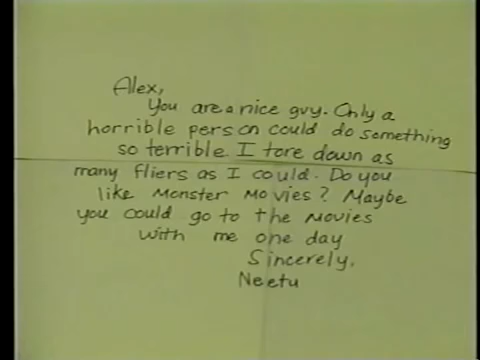 Alex,
You are a nice guy. Only a
horrible person could do something
so terrible. I tore down as
many fliers as I could. Do you
like Monster Movies? Maybe
you could go to the Movies
with me one day
Sincerely,
Neetu